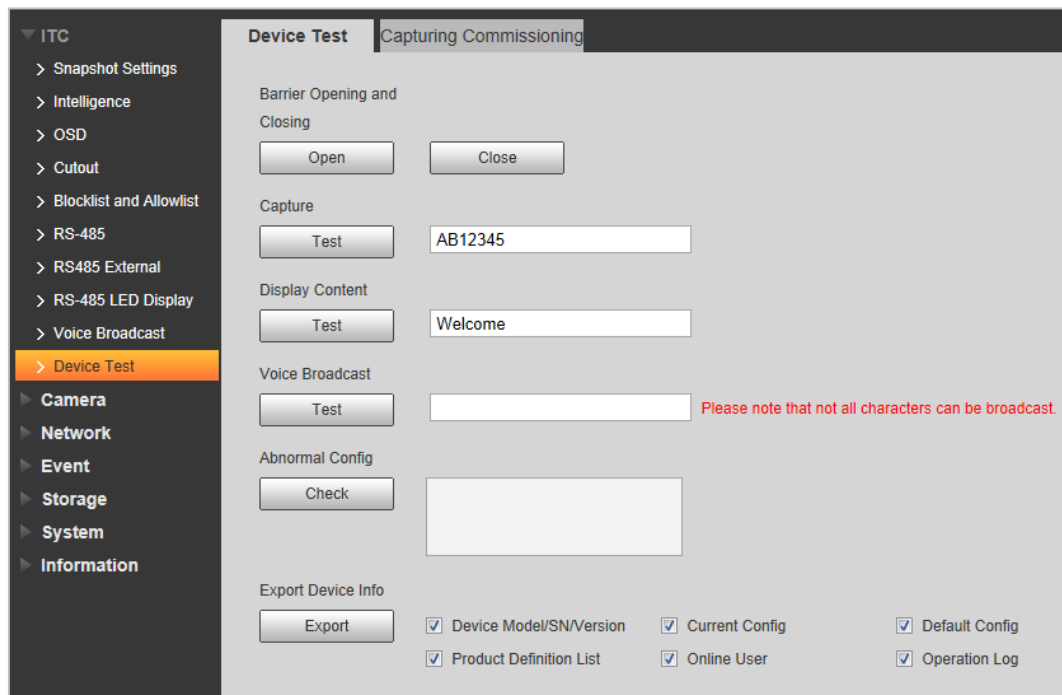 ITC
Snapshot Settings
Intelligence
OSD
Cutout
Blocklist and Allowlist
RS-485
RS485 External
RS-485 LED Display
Voice Broadcast
Device Test
Camera
Network
Event
Storage
System
Information
Device Test Capturing Commissioning
Barrier Opening and
Closing
Open Close
Capture
Test AB12345
Display Content
Test Welcome
Voice Broadcast
Test Please note that not all characters can be broadcast.
Abnormal Config
Check
Export Device Info
Export Device Model/SN/Version Current Config Default Config
Product Definition List Online User Operation Log